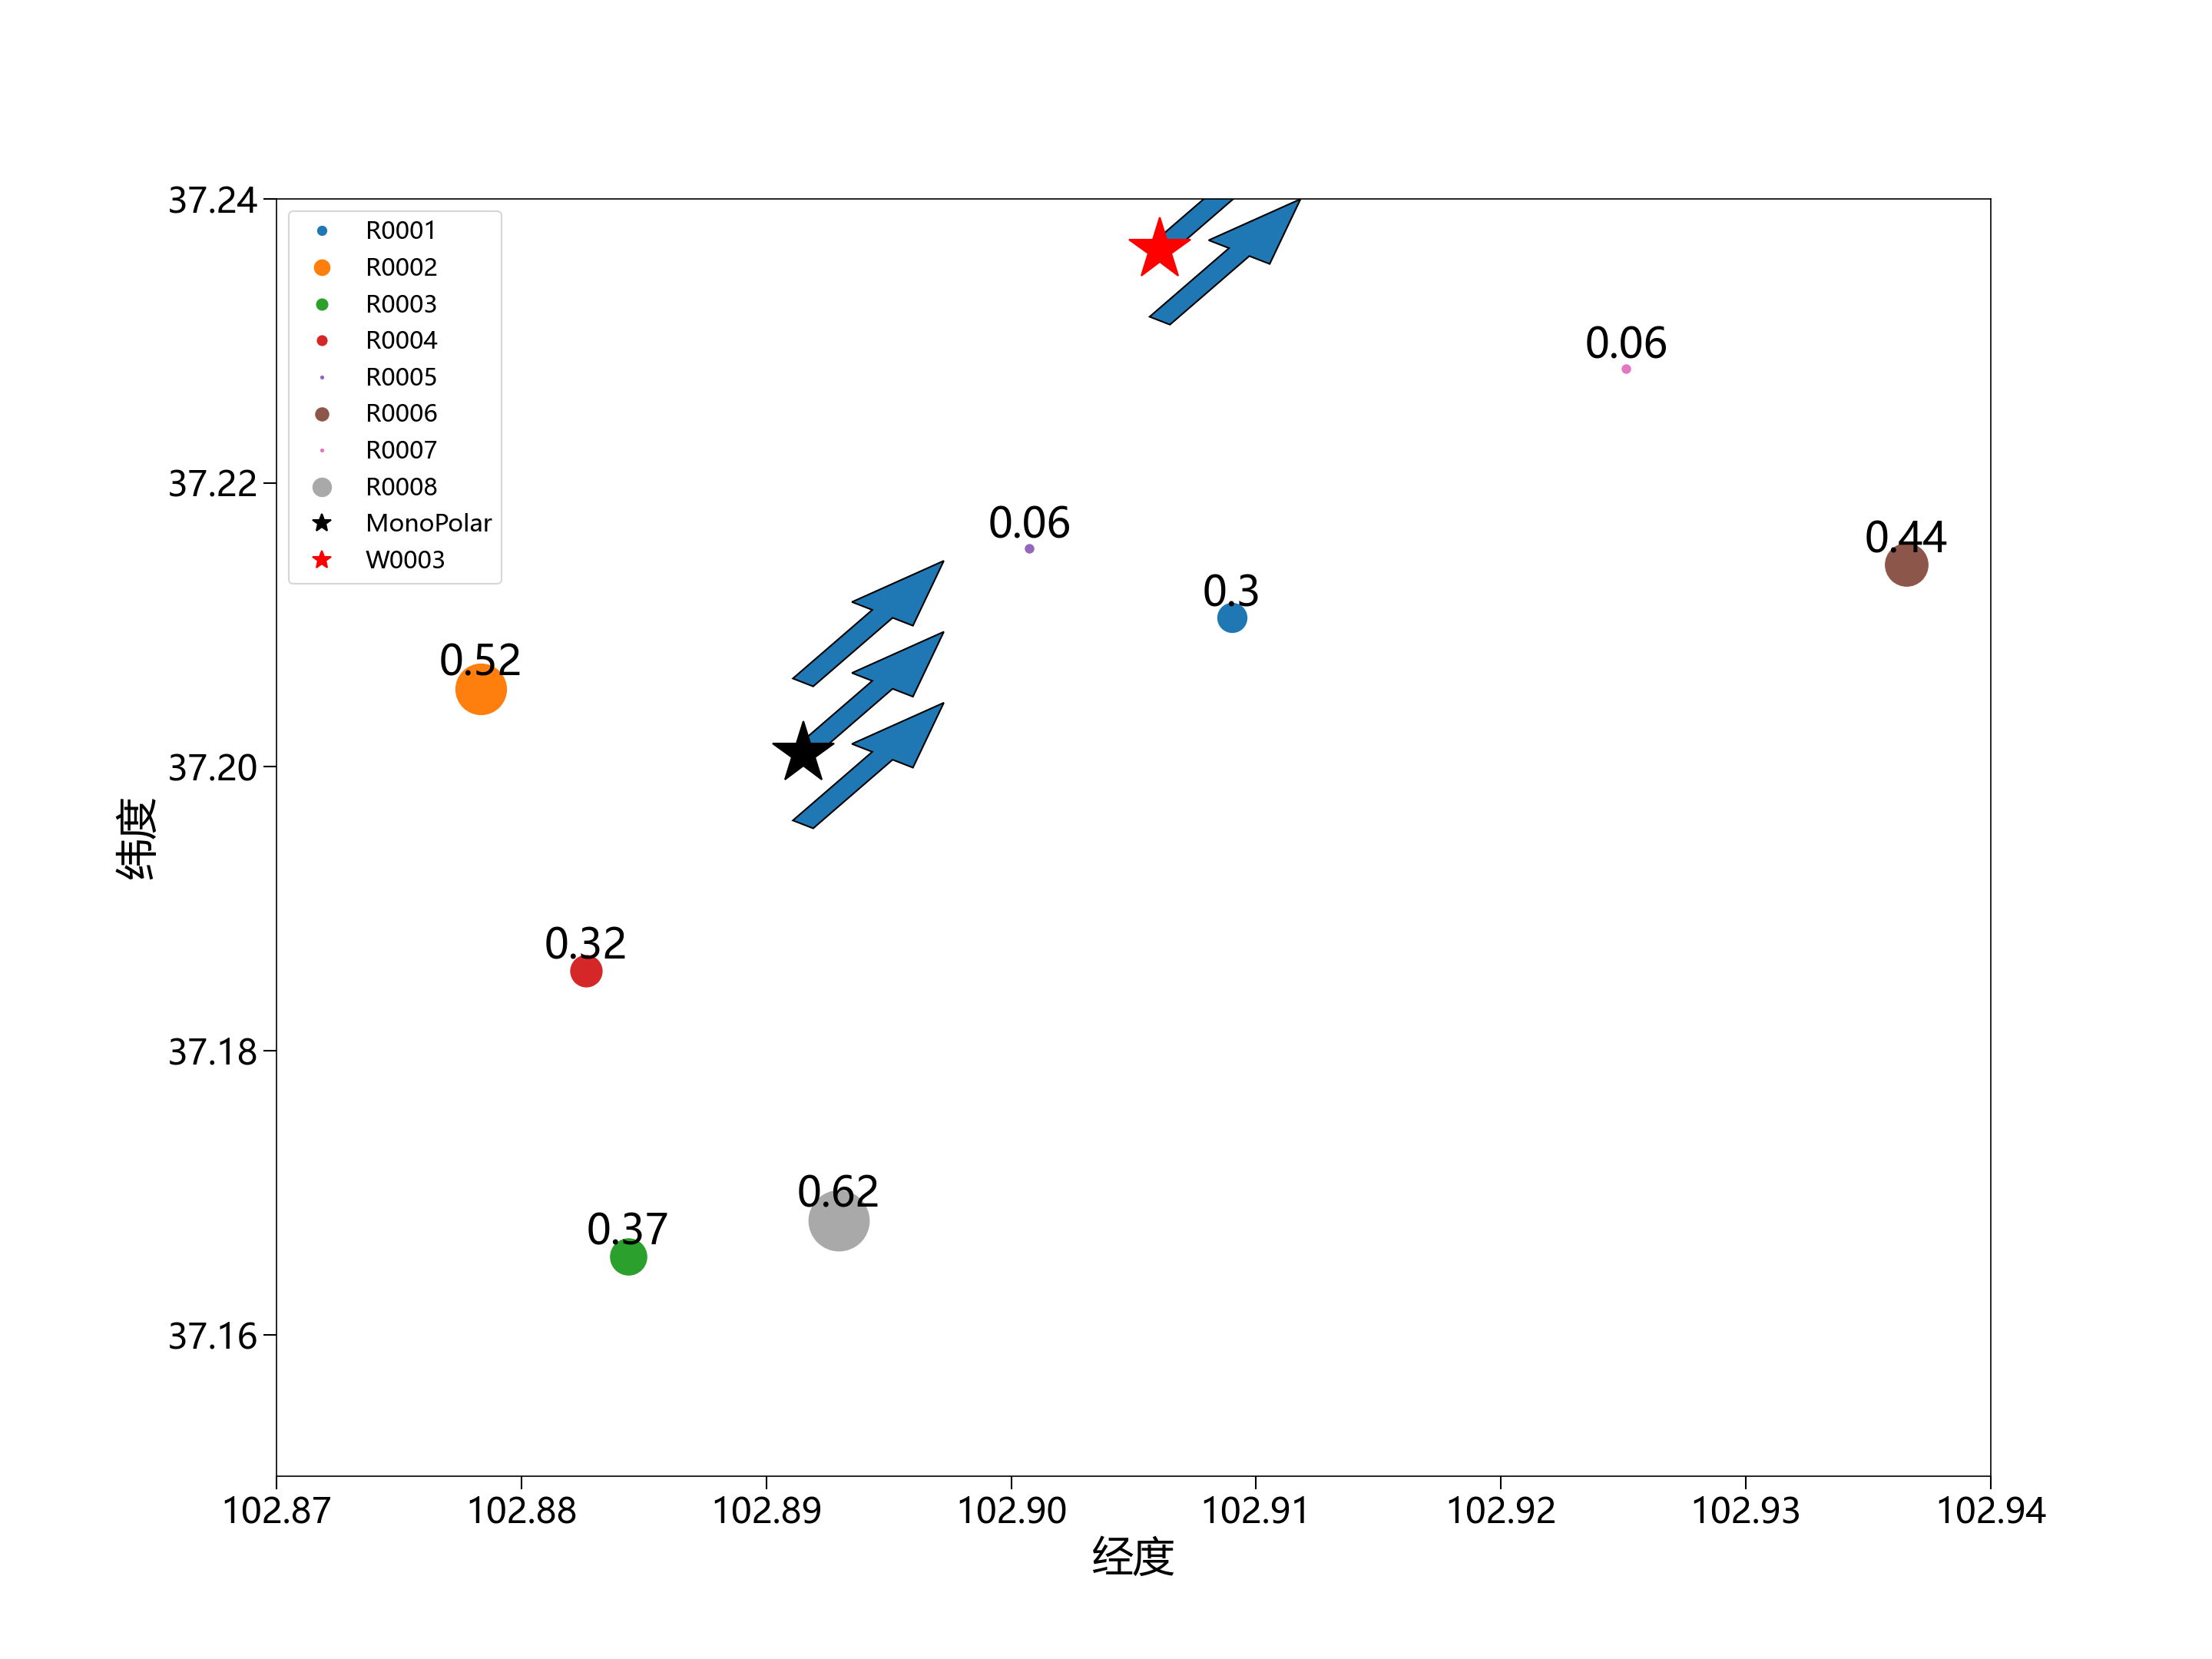 37.24
37.22
37.20
37.18
37.16
纬度
R0001
R0002
R0003
R0004
R0005
R0006
R0007
R0008
MonoPolar
W0003
0.06
0.06
0.44
0.3
0.52
0.32
0.62
0.37
102.87 102.88 102.89 102.90 102.91 102.92 102.93 102.94
经度